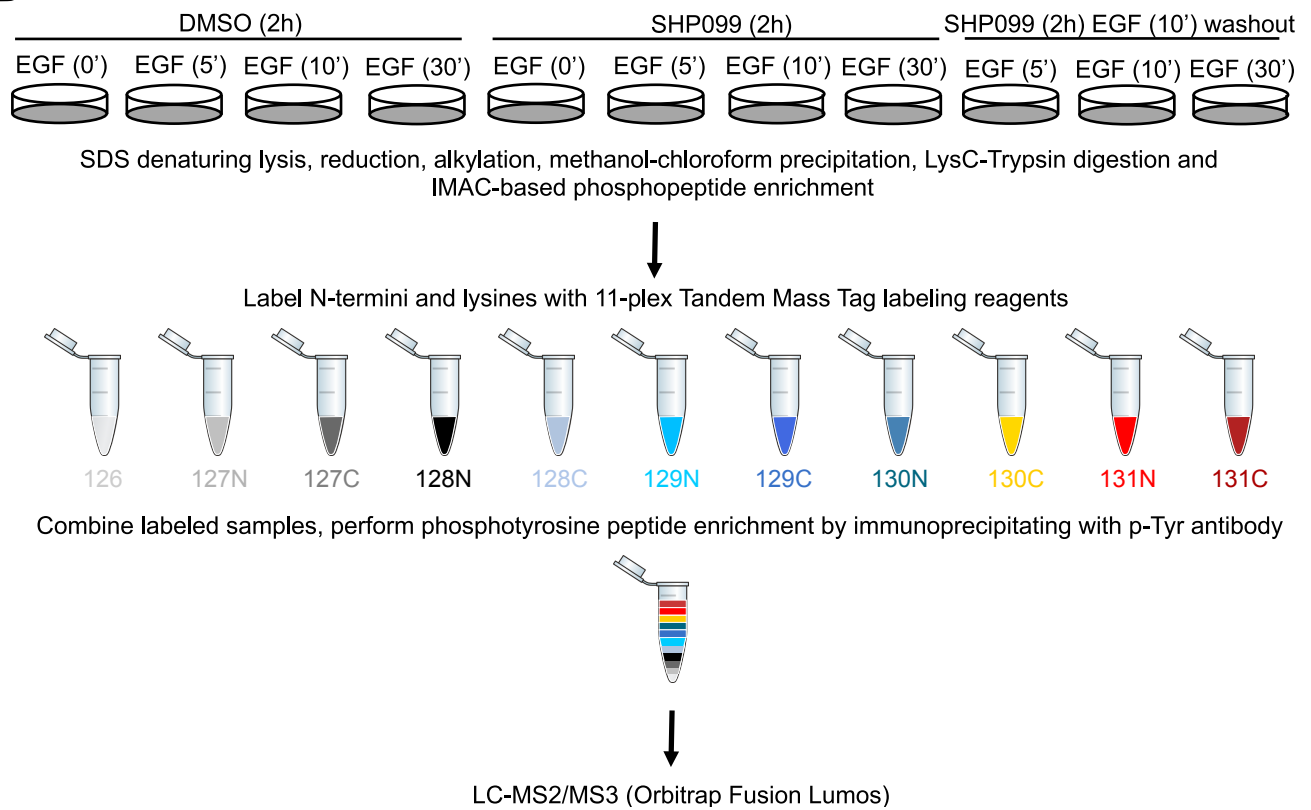 DMSO (2h) SHP099 (2h) SHP099 (2h) EGF (10’) washout
EGF (0’) EGF (5’) EGF (10’) EGF (30’) EGF (0’) EGF (5’) EGF (10’) EGF (30’) EGF (5’) EGF (10’) EGF (30’)
SDS denaturing lysis, reduction, alkylation, methanol-chloroform precipitation, LysC-Trypsin digestion and
IMAC-based phosphopeptide enrichment
Label N-termini and lysines with 11-plex Tandem Mass Tag labeling reagents
126 127N 127C 128N 128C 129N 129C 130N 130C 131N 131C
Combine labeled samples, perform phosphotyrosine peptide enrichment by immunoprecipitating with p-Tyr antibody
LC-MS2/MS3 (Orbitrap Fusion Lumos)